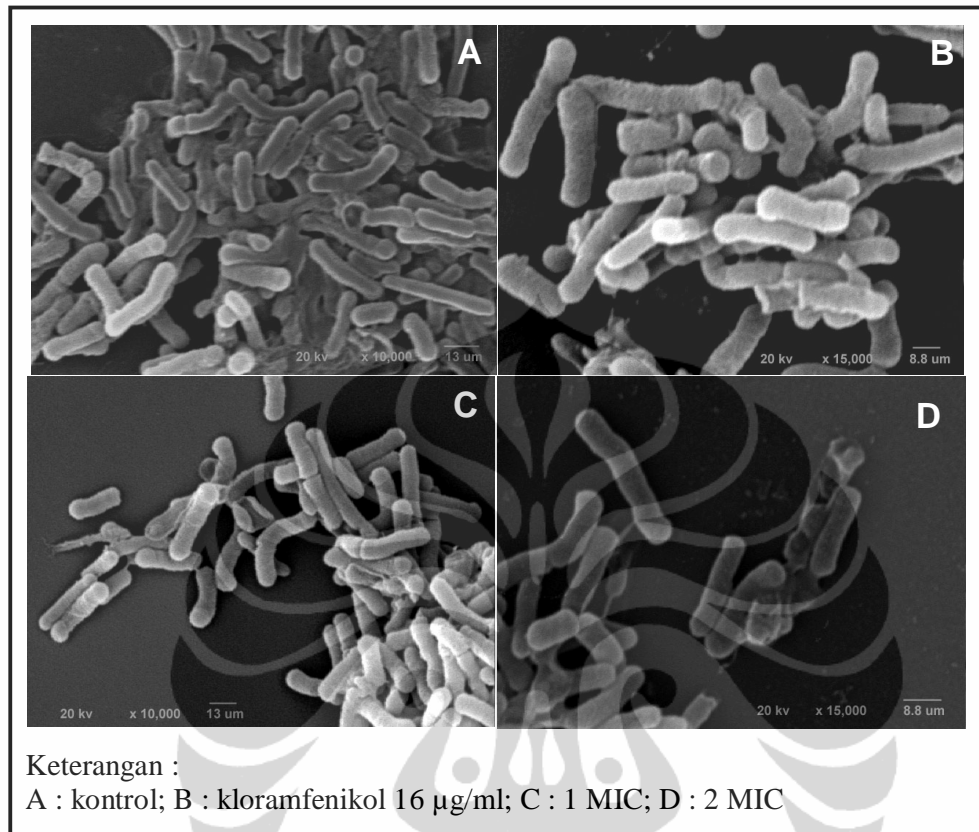 A
20 kv x 10,000 13 um
B
20 kv x 15,000 8.8 um
C
20 kv x 10,000 13 um
D
20 kv x 15,000 8.8 um
Keterangan :
A : kontrol; B : kloramfenikol 16 µg/ml; C : 1 MIC; D : 2 MIC